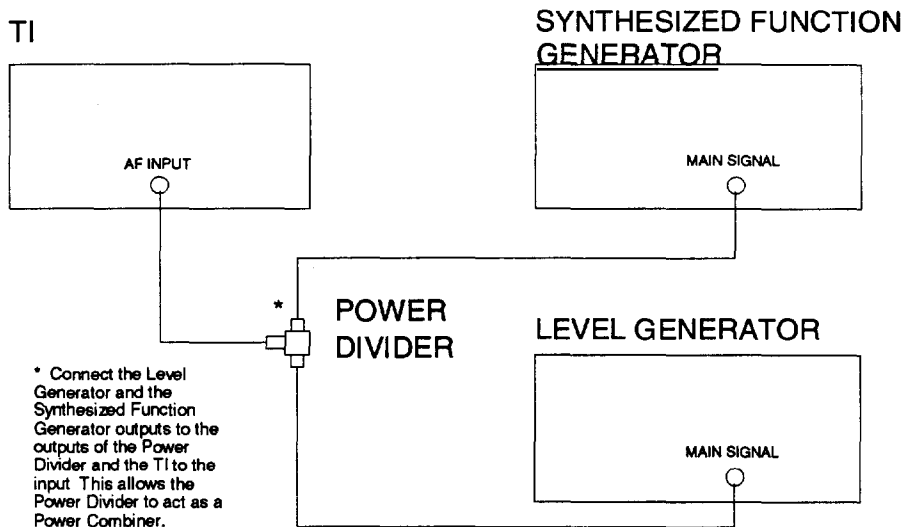 TI
SYNTHESIZED FUNCTION
GENERATOR
AF INPUT
MAIN SIGNAL
*
POWER
DIVIDER
LEVEL GENERATOR
MAIN SIGNAL
* Connect the Level
Generator and the
Synthesized Function
Generator outputs to the
outputs of the Power
Divider and the TI to the
input This allows the
Power Divider to act as a
Power Combiner.